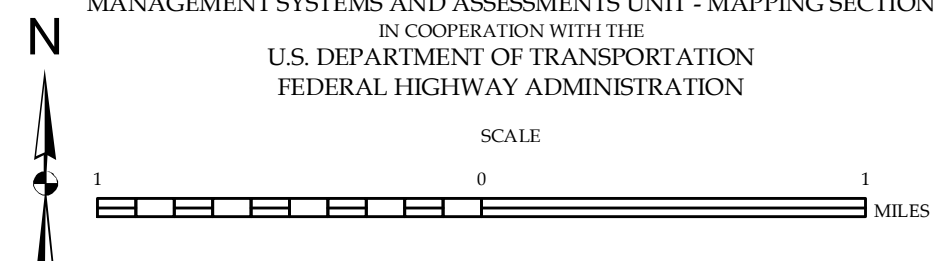 MANAGEMENT SYSTEMS AND ASSESSMENTS UNIT - MAPPING SECTION
N
IN COOPERATION WITH THE
U.S. DEPARTMENT OF TRANSPORTATION
FEDERAL HIGHWAY ADMINISTRATION
SCALE
1 0 1
MILES